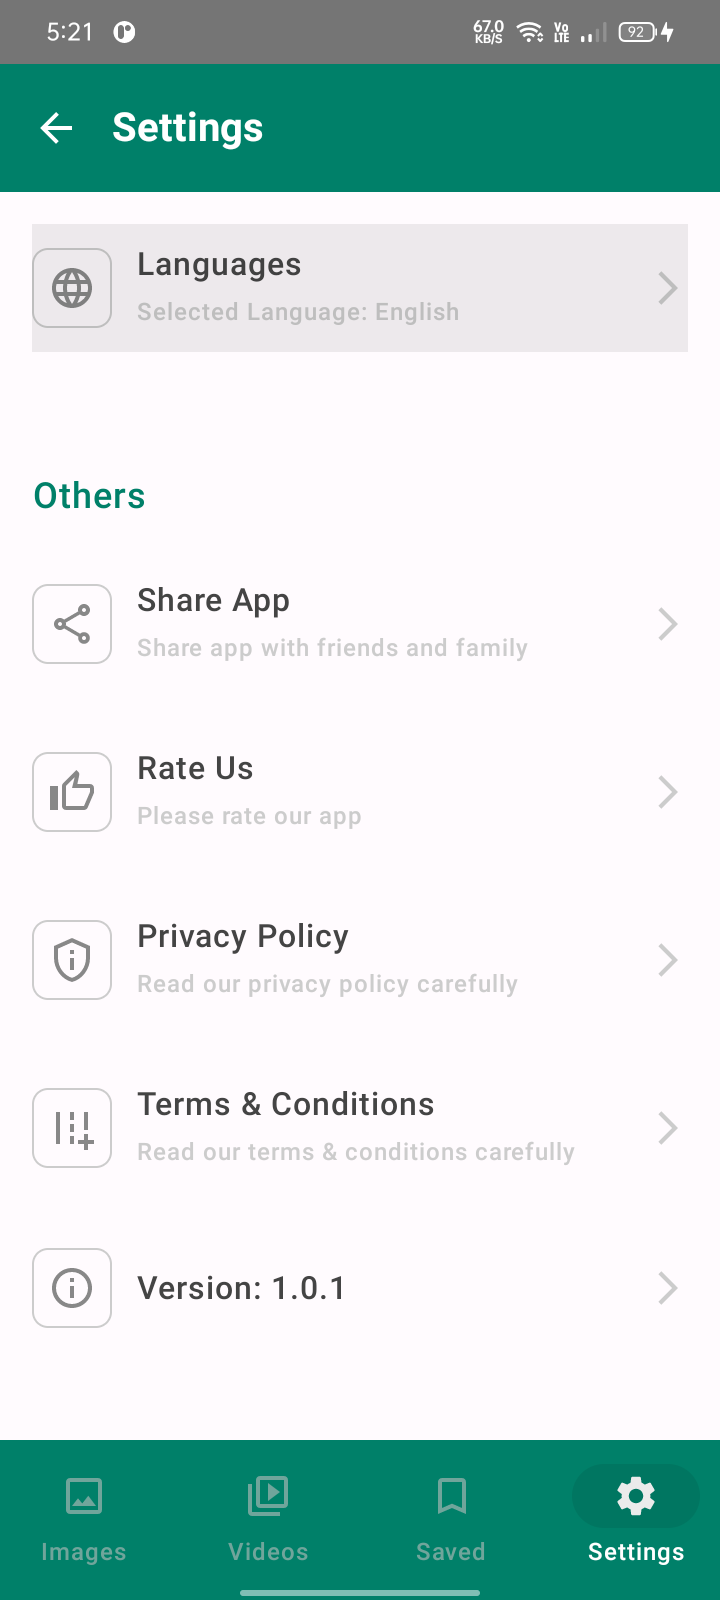 5:21
67.0
KB/S
Vo
LTE
92
Settings
Languages
Selected Language: English
Others
Share App
Share app with friends and family
Rate Us
Please rate our app
Privacy Policy
Read our privacy policy carefully
Terms & Conditions
Read our terms & conditions carefully
Version: 1.0.1
Images
Videos
Saved
Settings